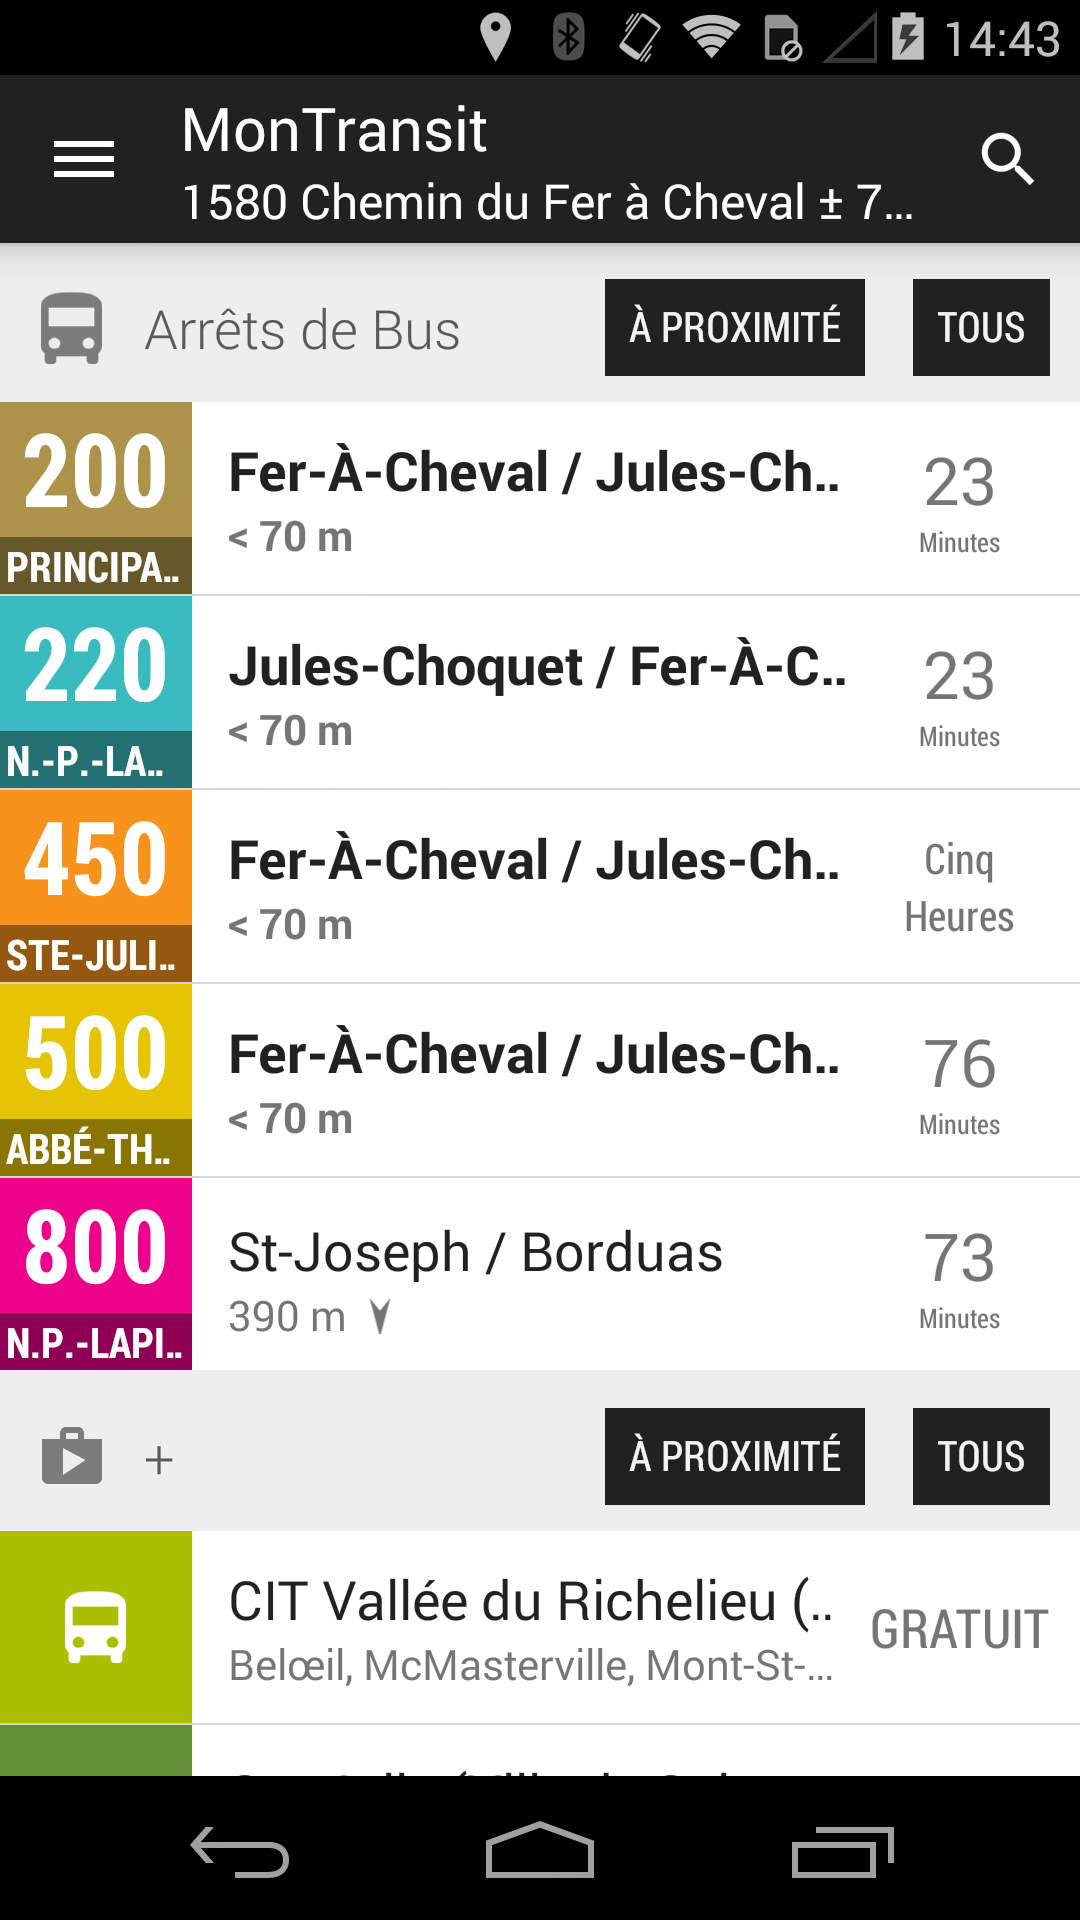 14:43
MonTransit
1580 Chemin du Fer à Cheval ± 7...
Arrêts de Bus
À PROXIMITÉ
TOUS
200
PRINCIPA..
Fer-À-Cheval / Jules-Ch..
< 70 m
23
Minutes
220
N.-P.-LA..
Jules-Choquet / Fer-À-C..
< 70 m
23
Minutes
450
STE-JULI..
Fer-À-Cheval / Jules-Ch..
< 70 m
Cinq
Heures
500
ABBÉ-TH..
Fer-À-Cheval / Jules-Ch..
< 70 m
76
Minutes
800
N.P.-LAPI..
St-Joseph / Borduas
390 m
73
Minutes
+
À PROXIMITÉ
TOUS
CIT Vallée du Richelieu (..
Belœil, McMasterville, Mont-St-...
GRATUIT